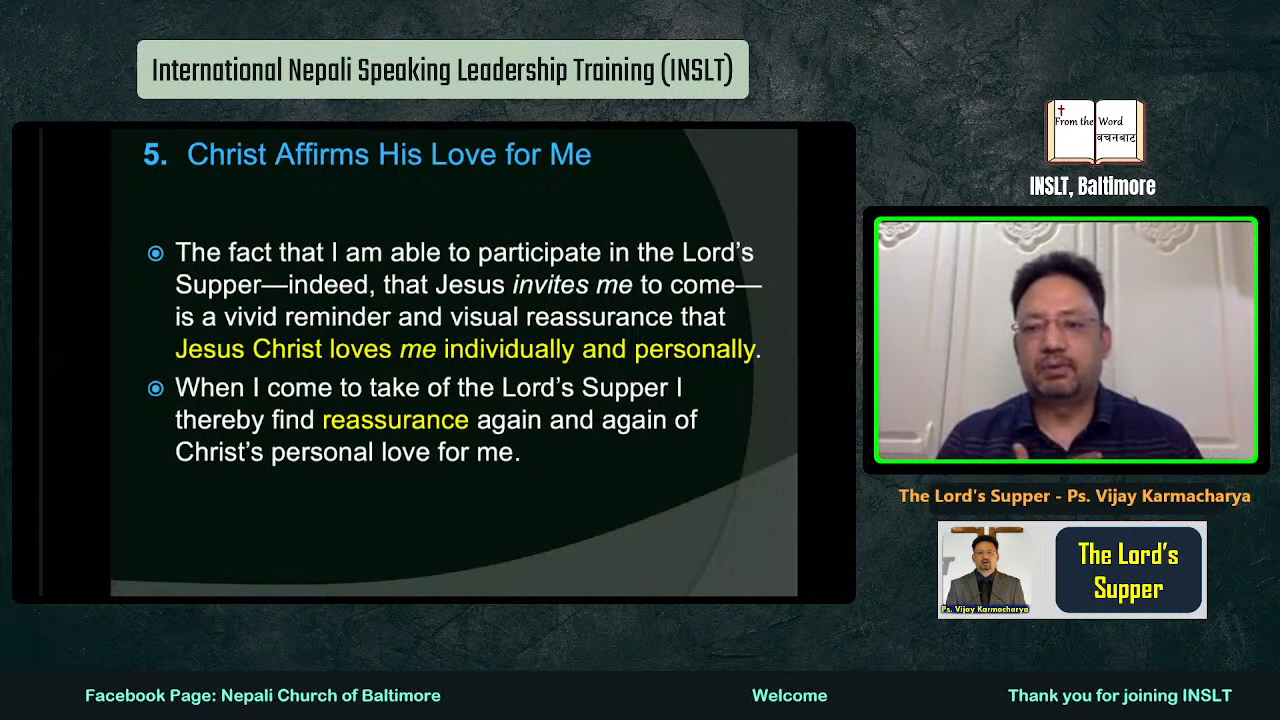 International Nepali Speaking Leadership Training (INSLT)
5. Christ Affirms His Love for Me
The fact that I am able to participate in the Lord’s
Supper—indeed, that Jesus invites me to come—
is a vivid reminder and visual reassurance that
Jesus Christ loves me individually and personally.
When I come to take of the Lord’s Supper I
thereby find reassurance again and again of
Christ’s personal love for me.
From the Word
वचनबाट
INSLT, Baltimore
The Lord's Supper - Ps. Vijay Karmacharya
Ps. Vijay Karmacharya
The Lord’s
Supper
Facebook Page: Nepali Church of Baltimore
Welcome
Thank you for joining INSLT